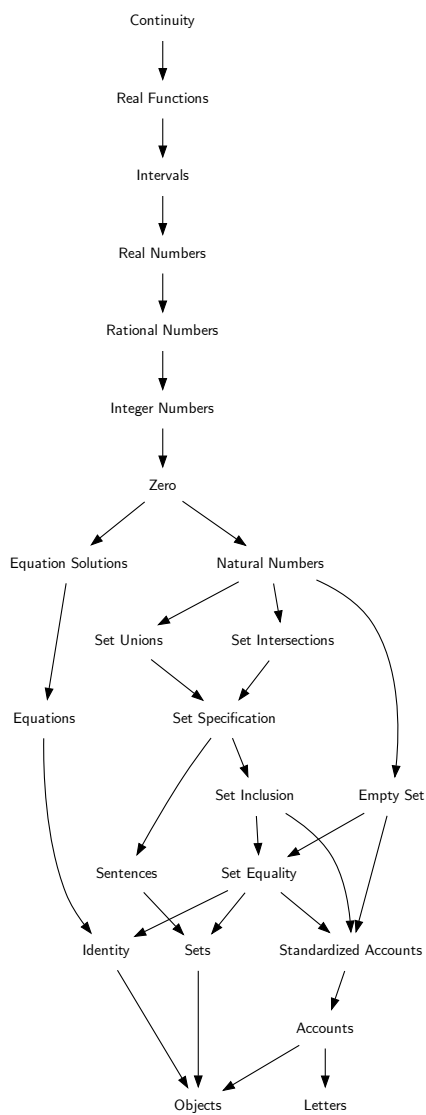 Continuity
Real Functions
Intervals
Real Numbers
Rational Numbers
Integer Numbers
Zero
Equation Solutions
Natural Numbers
Set Unions
Set Intersections
Equations
Set Specification
Set Inclusion
Empty Set
Sentences
Set Equality
Identity
Sets
Standardized Accounts
Accounts
Objects
Letters